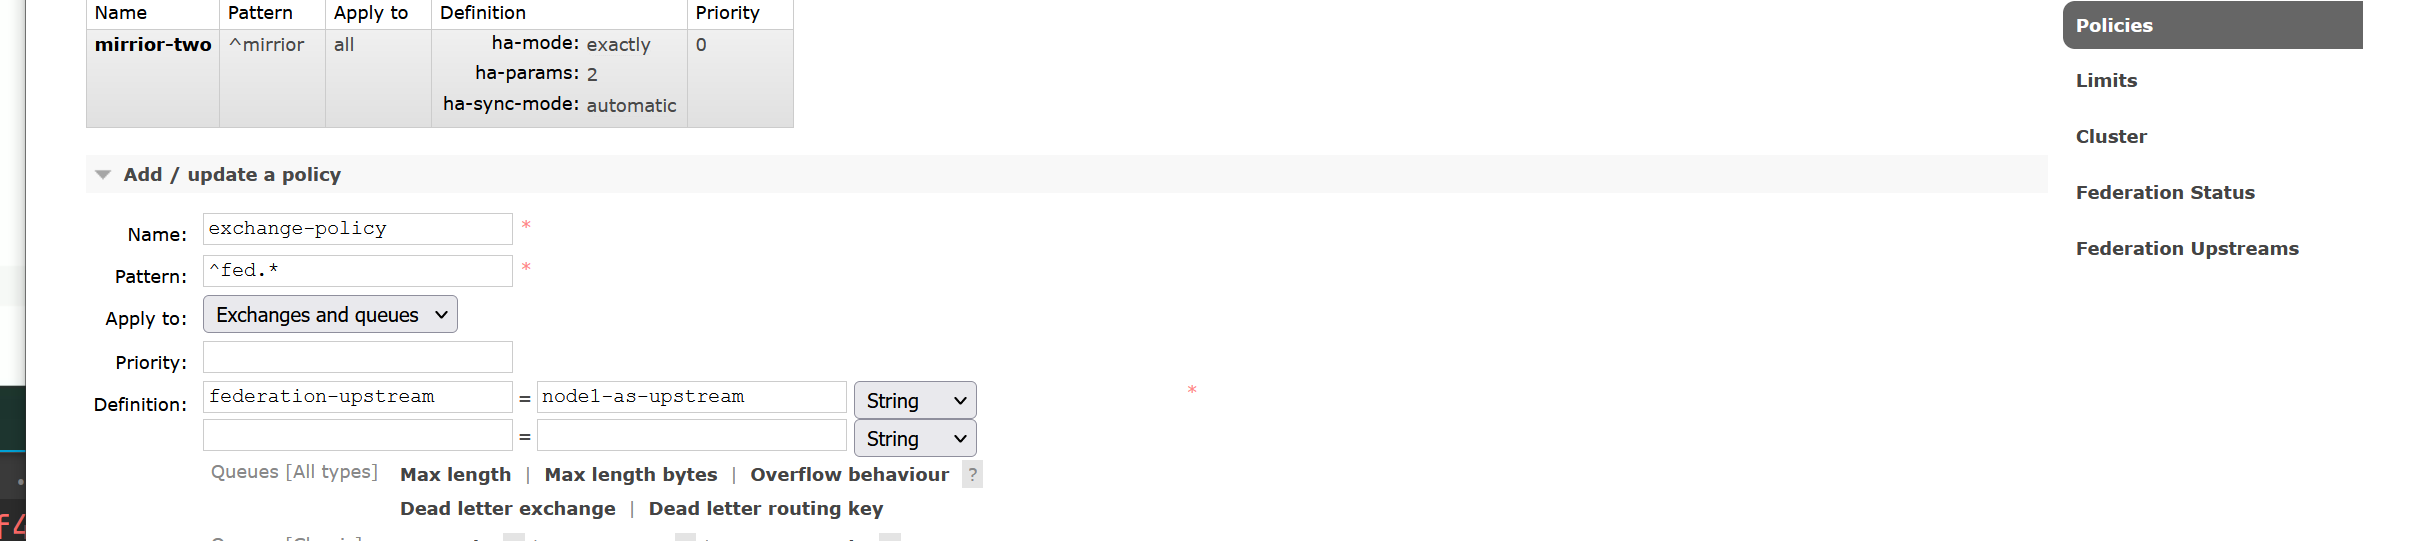 Name Pattern Apply to Definition Priority
mirrior-two ^mirrior all ha-mode: exactly 0
ha-params: 2
ha-sync-mode: automatic
Add / update a policy
Name: exchange-policy *
Pattern: ^fed.* *
Apply to: Exchanges and queues
Priority:
Definition: federation-upstream = node1-as-upstream String *
= String
Queues [All types] Max length | Max length bytes | Overflow behaviour ?
Dead letter exchange | Dead letter routing key
Policies
Limits
Cluster
Federation Status
Federation Upstreams